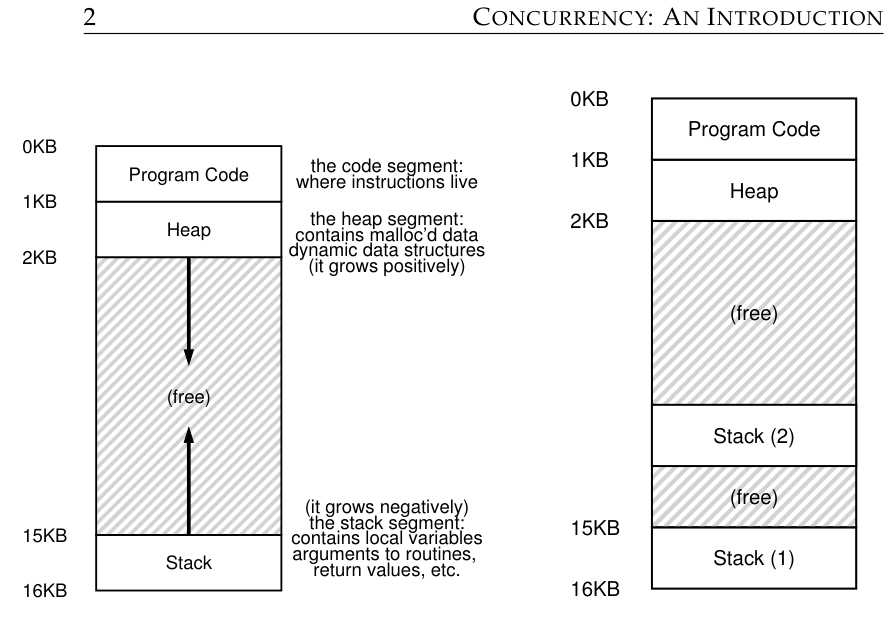 2
CONCURRENCY: AN INTRODUCTION
0KB
Program Code
the code segment:
where instructions live
1KB
Heap
the heap segment:
contains malloc'd data
dynamic data structures
(it grows positively)
2KB
(free)
(it grows negatively)
the stack segment:
contains local variables
arguments to routines,
return values, etc.
15KB
Stack
16KB
0KB
Program Code
1KB
Heap
2KB
(free)
Stack (2)
(free)
15KB
Stack (1)
16KB